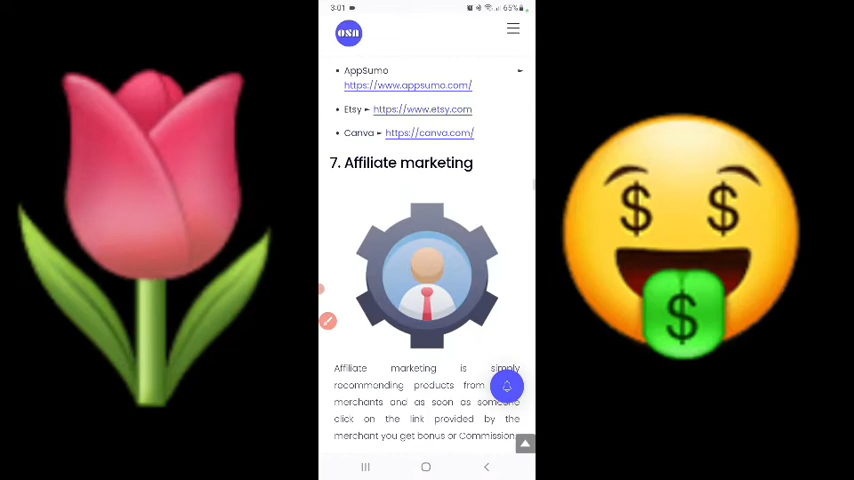 3:01
65%
osa
AppSumo ►
https://www.appsumo.com/
Etsy ► https://www.etsy.com
Canva ► https://canva.com/
7. Affiliate marketing
Affiliate marketing is simply
recommending products from
merchants and as soon as someone
click on the link provided by the
merchant you get bonus or Commission.
$ $
$